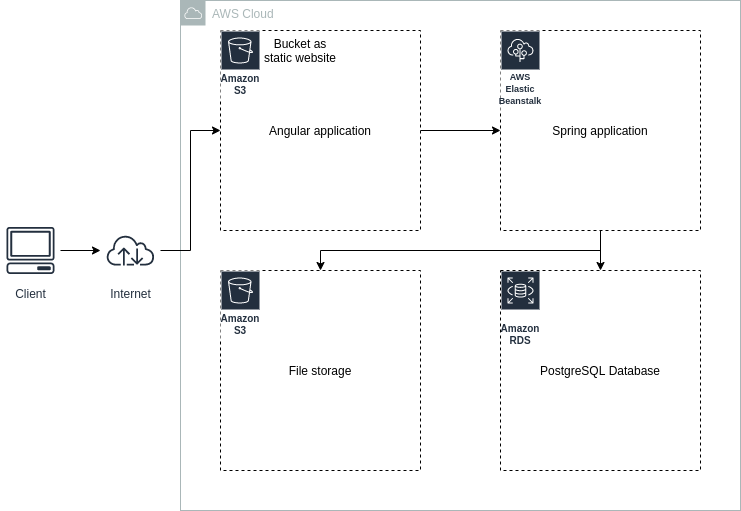 AWS Cloud
Bucket as
static website
Amazon
S3
Angular application
AWS
Elastic
Beanstalk
Spring application
Client
Internet
Amazon
S3
File storage
Amazon
RDS
PostgreSQL Database